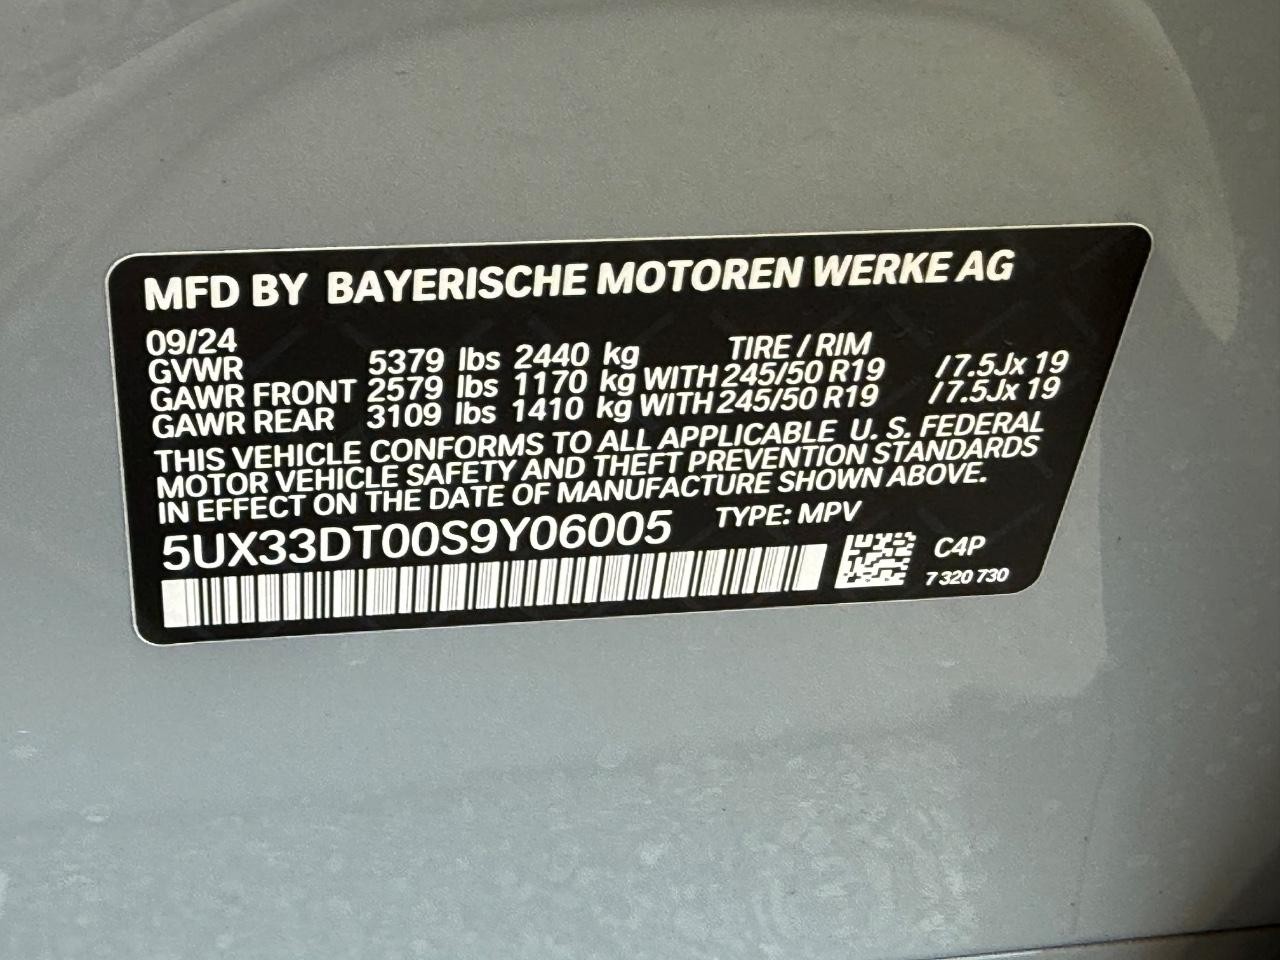 MFD BY BAYERISCHE MOTOREN WERKE AG
09/24 TIRE / RIM
GVWR 5379 lbs 2440 kg
GAWR FRONT 2579 lbs 1170 kg WITH 245/50 R19 /7.5Jx 19
GAWR REAR 3109 lbs 1410 kg WITH 245/50 R19 /7.5Jx 19
THIS VEHICLE CONFORMS TO ALL APPLICABLE U. S. FEDERAL
MOTOR VEHICLE SAFETY AND THEFT PREVENTION STANDARDS
IN EFFECT ON THE DATE OF MANUFACTURE SHOWN ABOVE.
5UX33DT00S9Y06005 TYPE: MPV
C4P
7 320 730